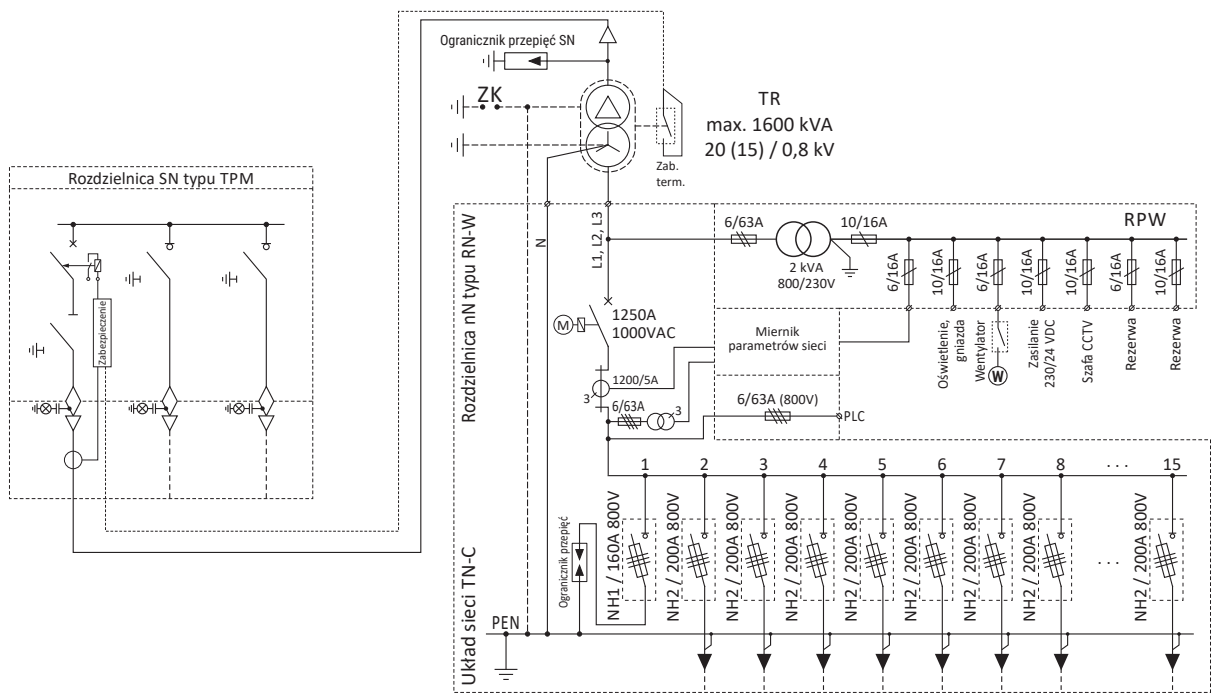 Ogranicznik przepięć SN
ZK
TR
max. 1600 kVA
20 (15) / 0,8 kV
Zab.
term.
Rozdzielnica SN typu TPM
Zabezpieczenie
Rozdzielnica nN typu RN-W
Układ sieci TN-C
N
L1, L2, L3
RPW
6/63A
2 kVA
800/230V
10/16A
6/16A
10/16A
6/16A
10/16A
10/16A
6/16A
10/16A
Oświetlenie,
gniazda
Wentylator
W
Zasilanie
230/24 VDC
Szafa CCTV
Rezerwa
Rezerwa
M
1250A
1000VAC
Miernik
parametrów sieci
1200/5A
3
6/63A
3
6/63A (800V)
PLC
1 2 3 4 5 6 7 8 · · · 15
Ogranicznik przepięć
NH1 / 160A 800V
NH2 / 200A 800V
NH2 / 200A 800V
NH2 / 200A 800V
NH2 / 200A 800V
NH2 / 200A 800V
NH2 / 200A 800V
NH2 / 200A 800V
...
NH2 / 200A 800V
PEN